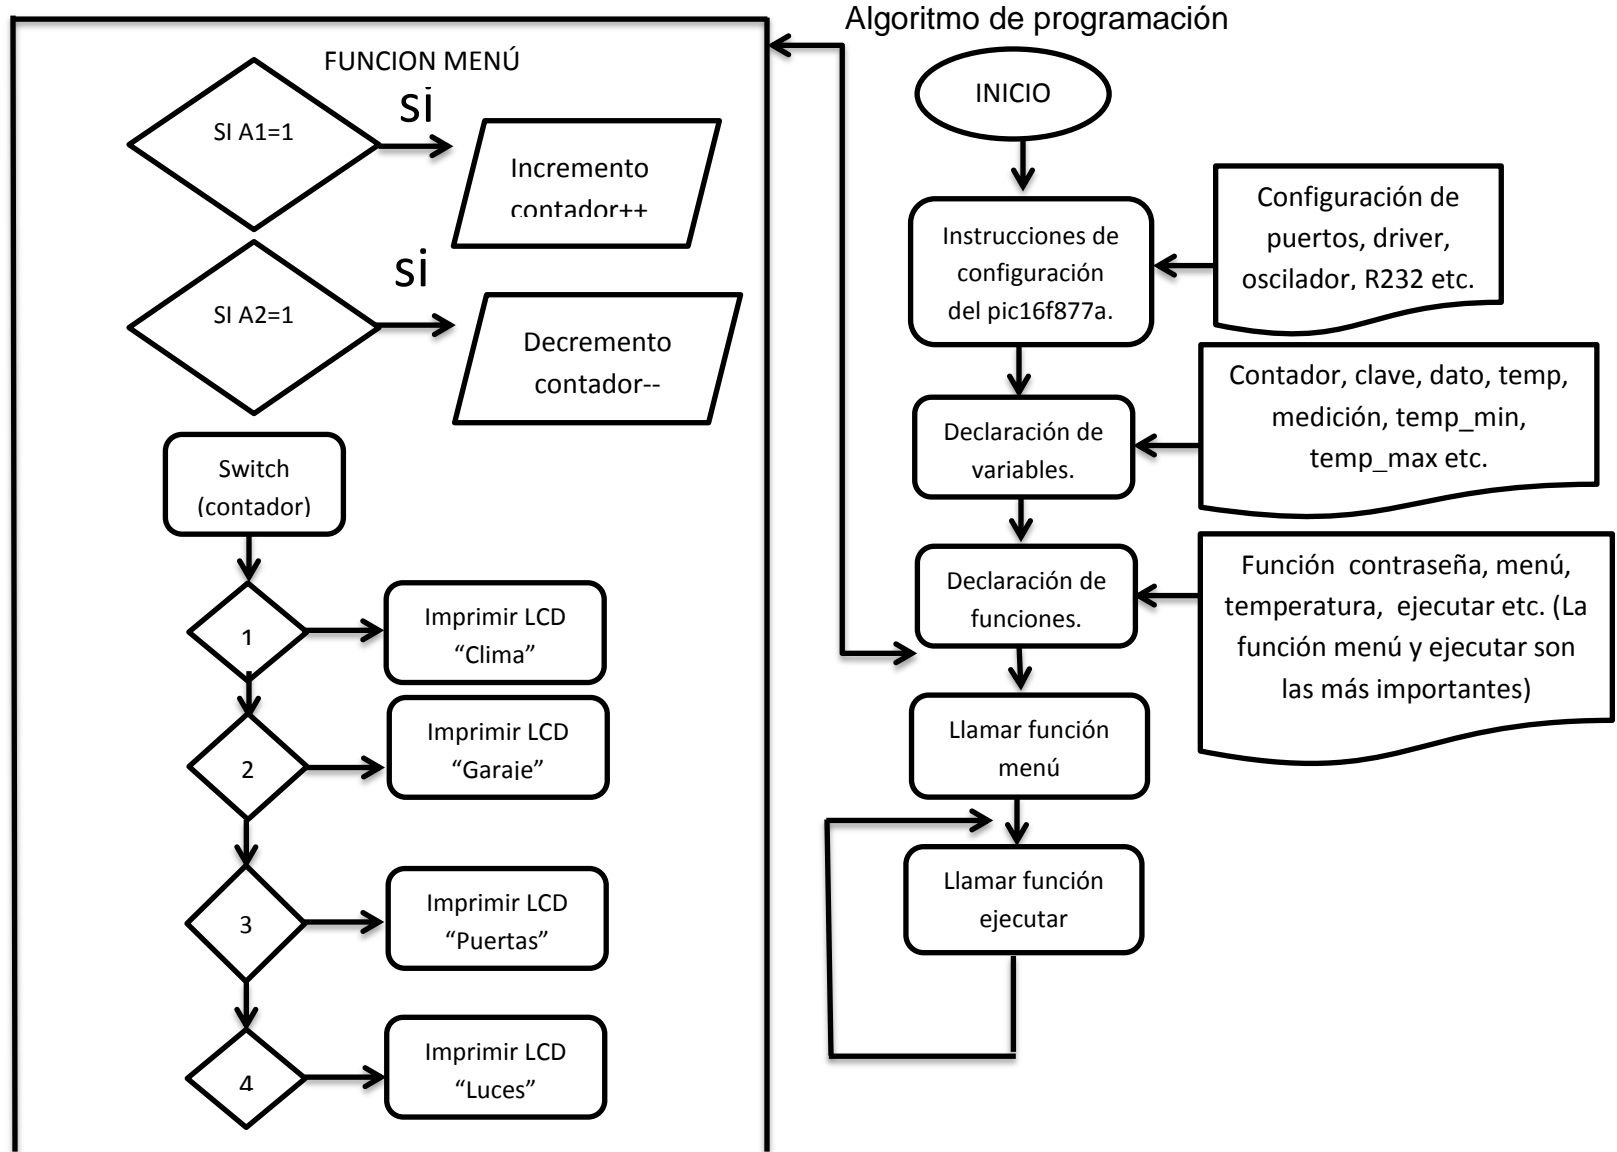 Algoritmo de programación
FUNCION MENÚ
SI A1=1
si
Incremento
contador++
SI A2=1
si
Decremento
contador--
Switch
(contador)
1
Imprimir LCD
“Clima”
2
Imprimir LCD
“Garaje”
3
Imprimir LCD
“Puertas”
4
Imprimir LCD
“Luces”
INICIO
Instrucciones de
configuración
del pic16f877a.
Configuración de
puertos, driver,
oscilador, R232 etc.
Declaración de
variables.
Contador, clave, dato, temp,
medición, temp_min,
temp_max etc.
Declaración de
funciones.
Función contraseña, menú,
temperatura, ejecutar etc. (La
función menú y ejecutar son
las más importantes)
Llamar función
menú
Llamar función
ejecutar